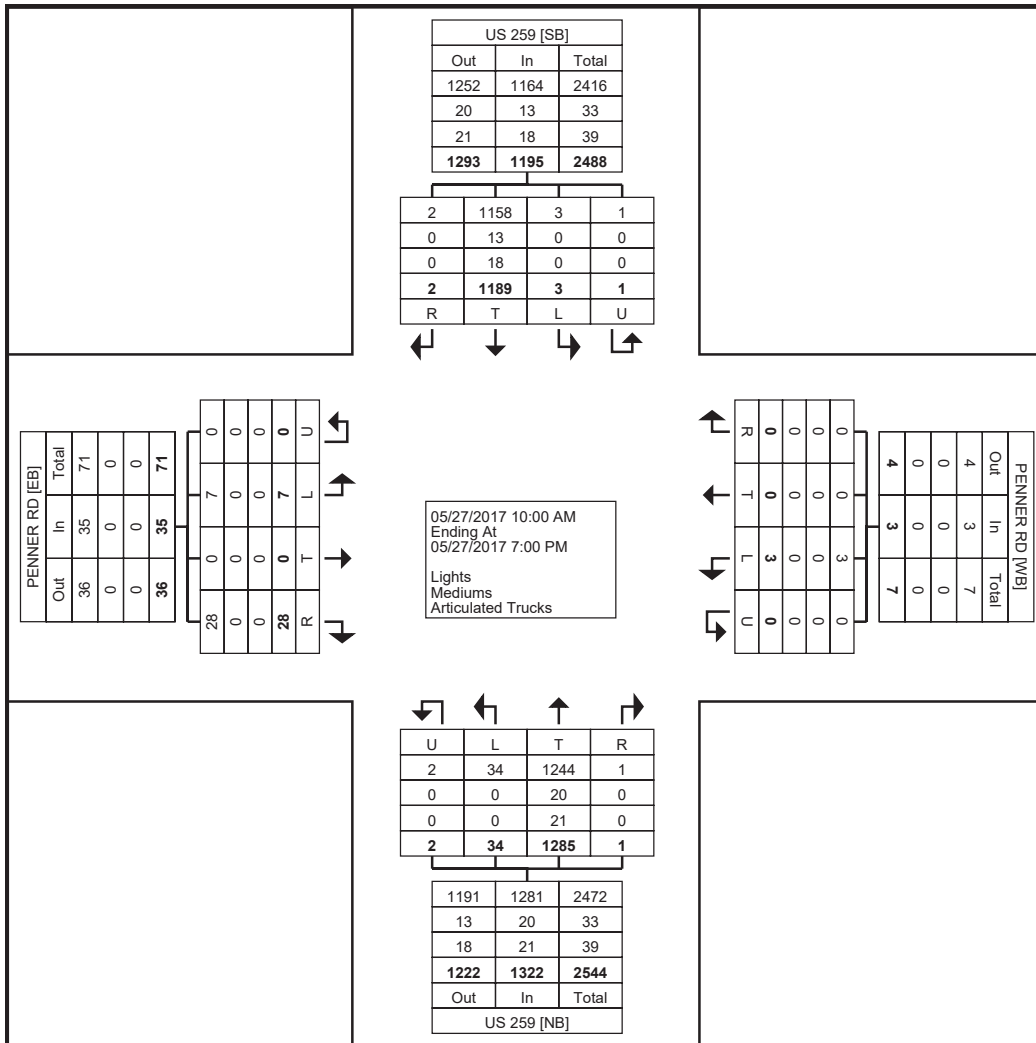 US 259 [SB]
Out In Total
1252 1164 2416
20 13 33
21 18 39
1293 1195 2488
2 1158 3 1
0 13 0 0
0 18 0 0
2 1189 3 1
R T L U
PENNER RD [EB]
Total 71 0 0 71
In 35 0 0 35
Out 36 0 0 36
0 0 0 0 U
7 0 0 7 L
0 0 0 0 T
28 0 0 28 R
05/27/2017 10:00 AM
Ending At
05/27/2017 7:00 PM
Lights
Mediums
Articulated Trucks
R 0 0 0 0
T 0 0 0 0
L 3 0 0 3
U 0 0 0 0
4 0 0 4 Out
3 0 0 3 In
7 0 0 7 Total
PENNER RD [WB]
U L T R
2 34 1244 1
0 0 20 0
0 0 21 0
2 34 1285 1
1191 1281 2472
13 20 33
18 21 39
1222 1322 2544
Out In Total
US 259 [NB]